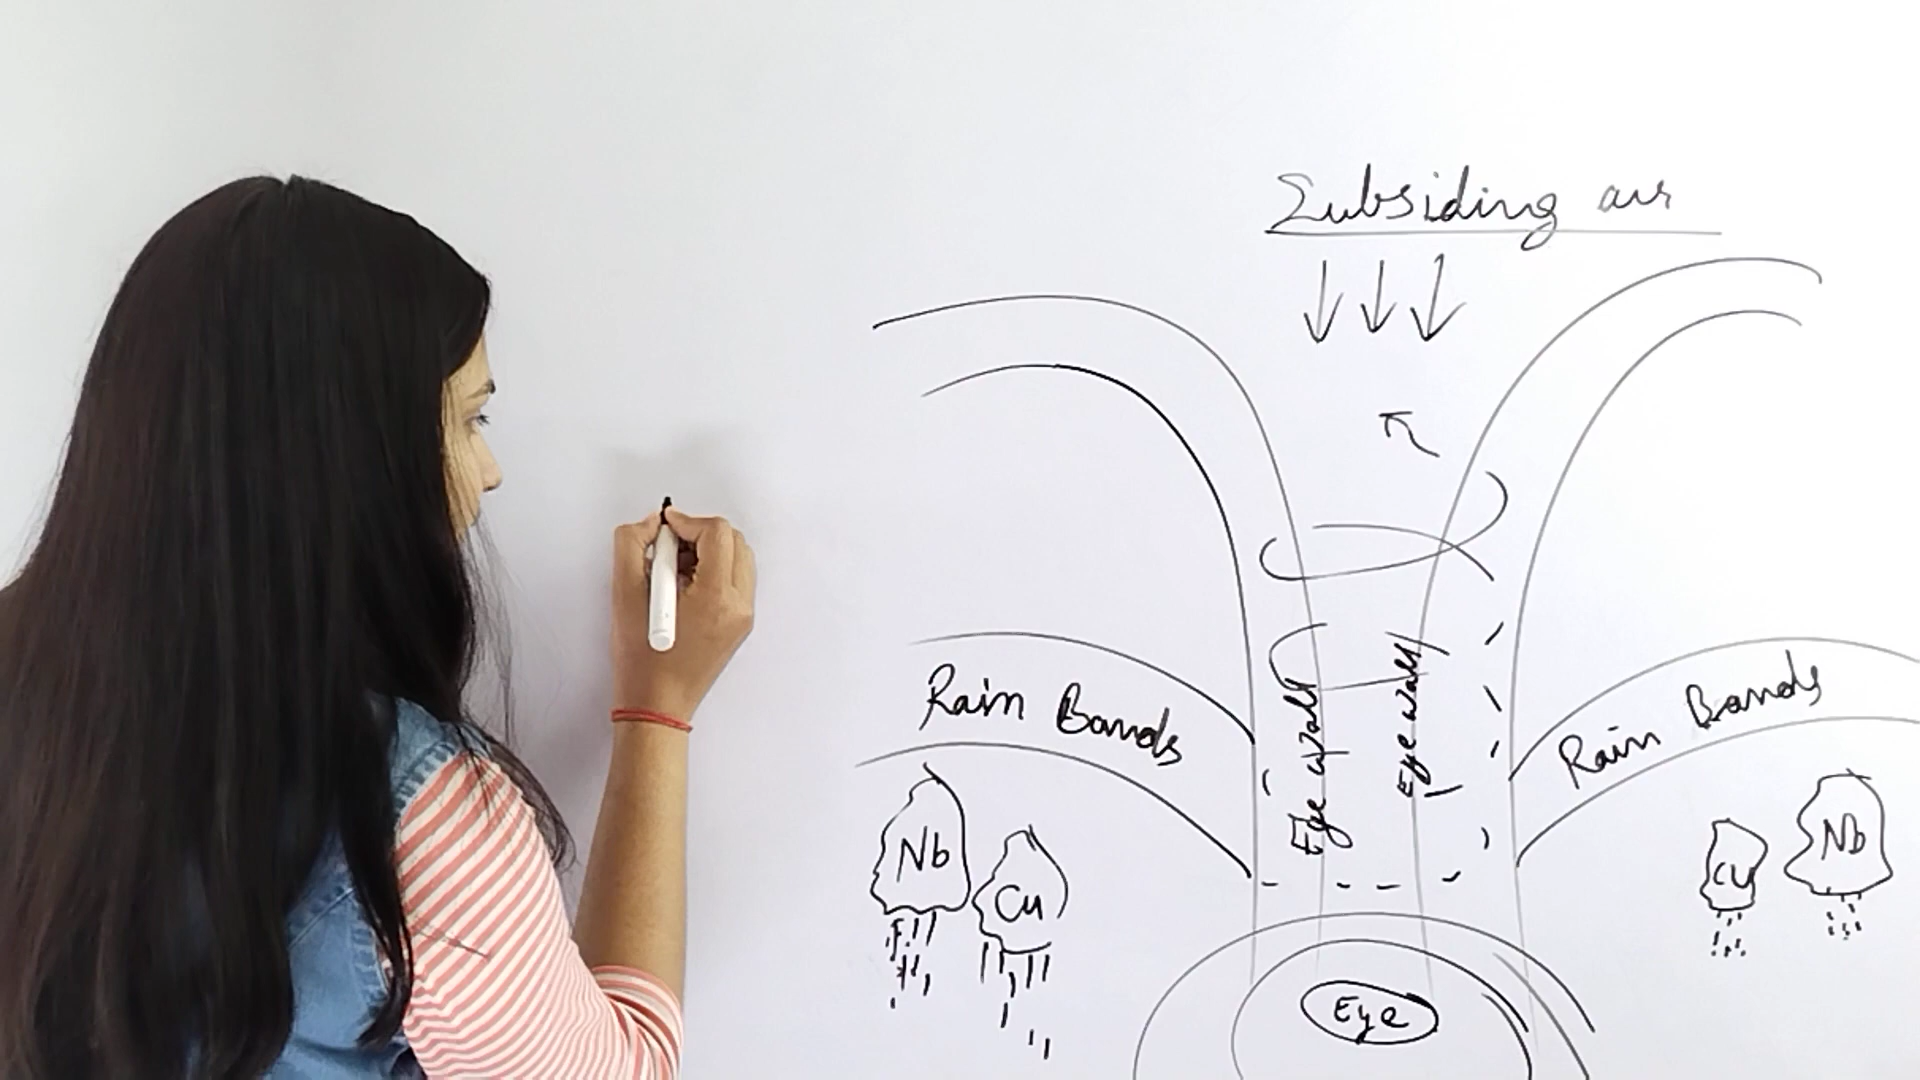 Subsiding air
Rain Bands
Eye wall
Eye wall
Rain Bands
Nb
Cu
Cu
Nb
Eye